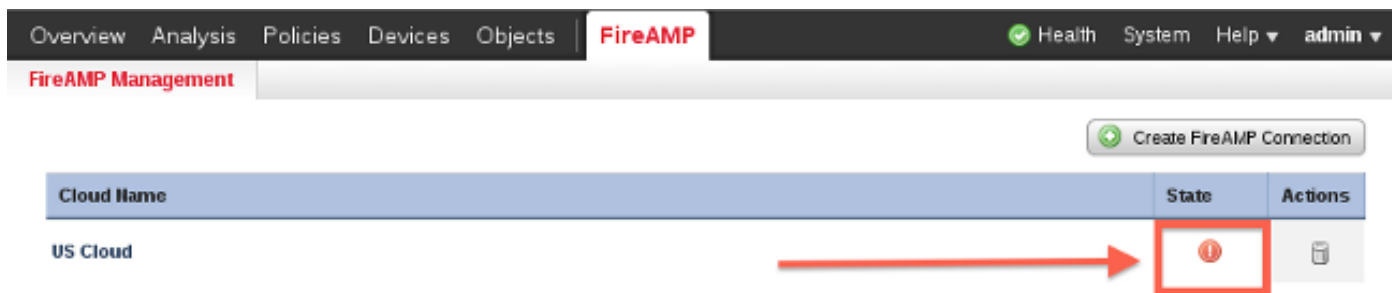 Overview Analysis Policies Devices Objects FireAMP Health System Help admin
FireAMP Management
Create FireAMP Connection
Cloud Name State Actions
US Cloud